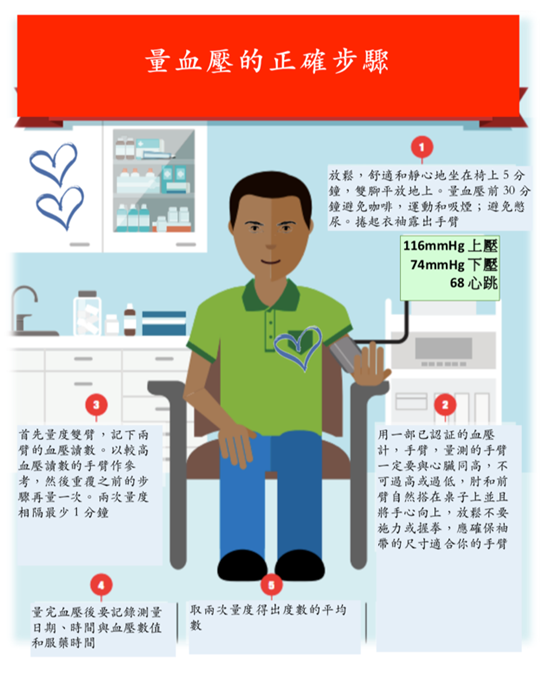 量血壓的正確步驟
1
放鬆，舒適和靜心地坐在椅上 5 分
鐘，雙腳平放地上。量血壓前 30 分
鐘避免咖啡，運動和吸煙；避免憋
尿。捲起衣袖露出手臂
116mmHg 上壓
74mmHg 下壓
68 心跳
2
用一部已認証的血壓
計，手臂，量測的手臂
一定要與心臟同高，不
可過高或過低，肘和前
臂自然搭在桌子上並且
將手心向上，放鬆不要
施力或握拳，應確保袖
帶的尺寸適合你的手臂
3
首先量度雙臂，記下兩
臂的血壓讀數。以較高
血壓讀數的手臂作參
考，然後重覆之前的步
驟再量一次。兩次量度
相隔最少 1 分鐘
4
量完血壓後要記錄測量
日期、時間與血壓數值
和服藥時間
5
取兩次量度得出度數的平均
數